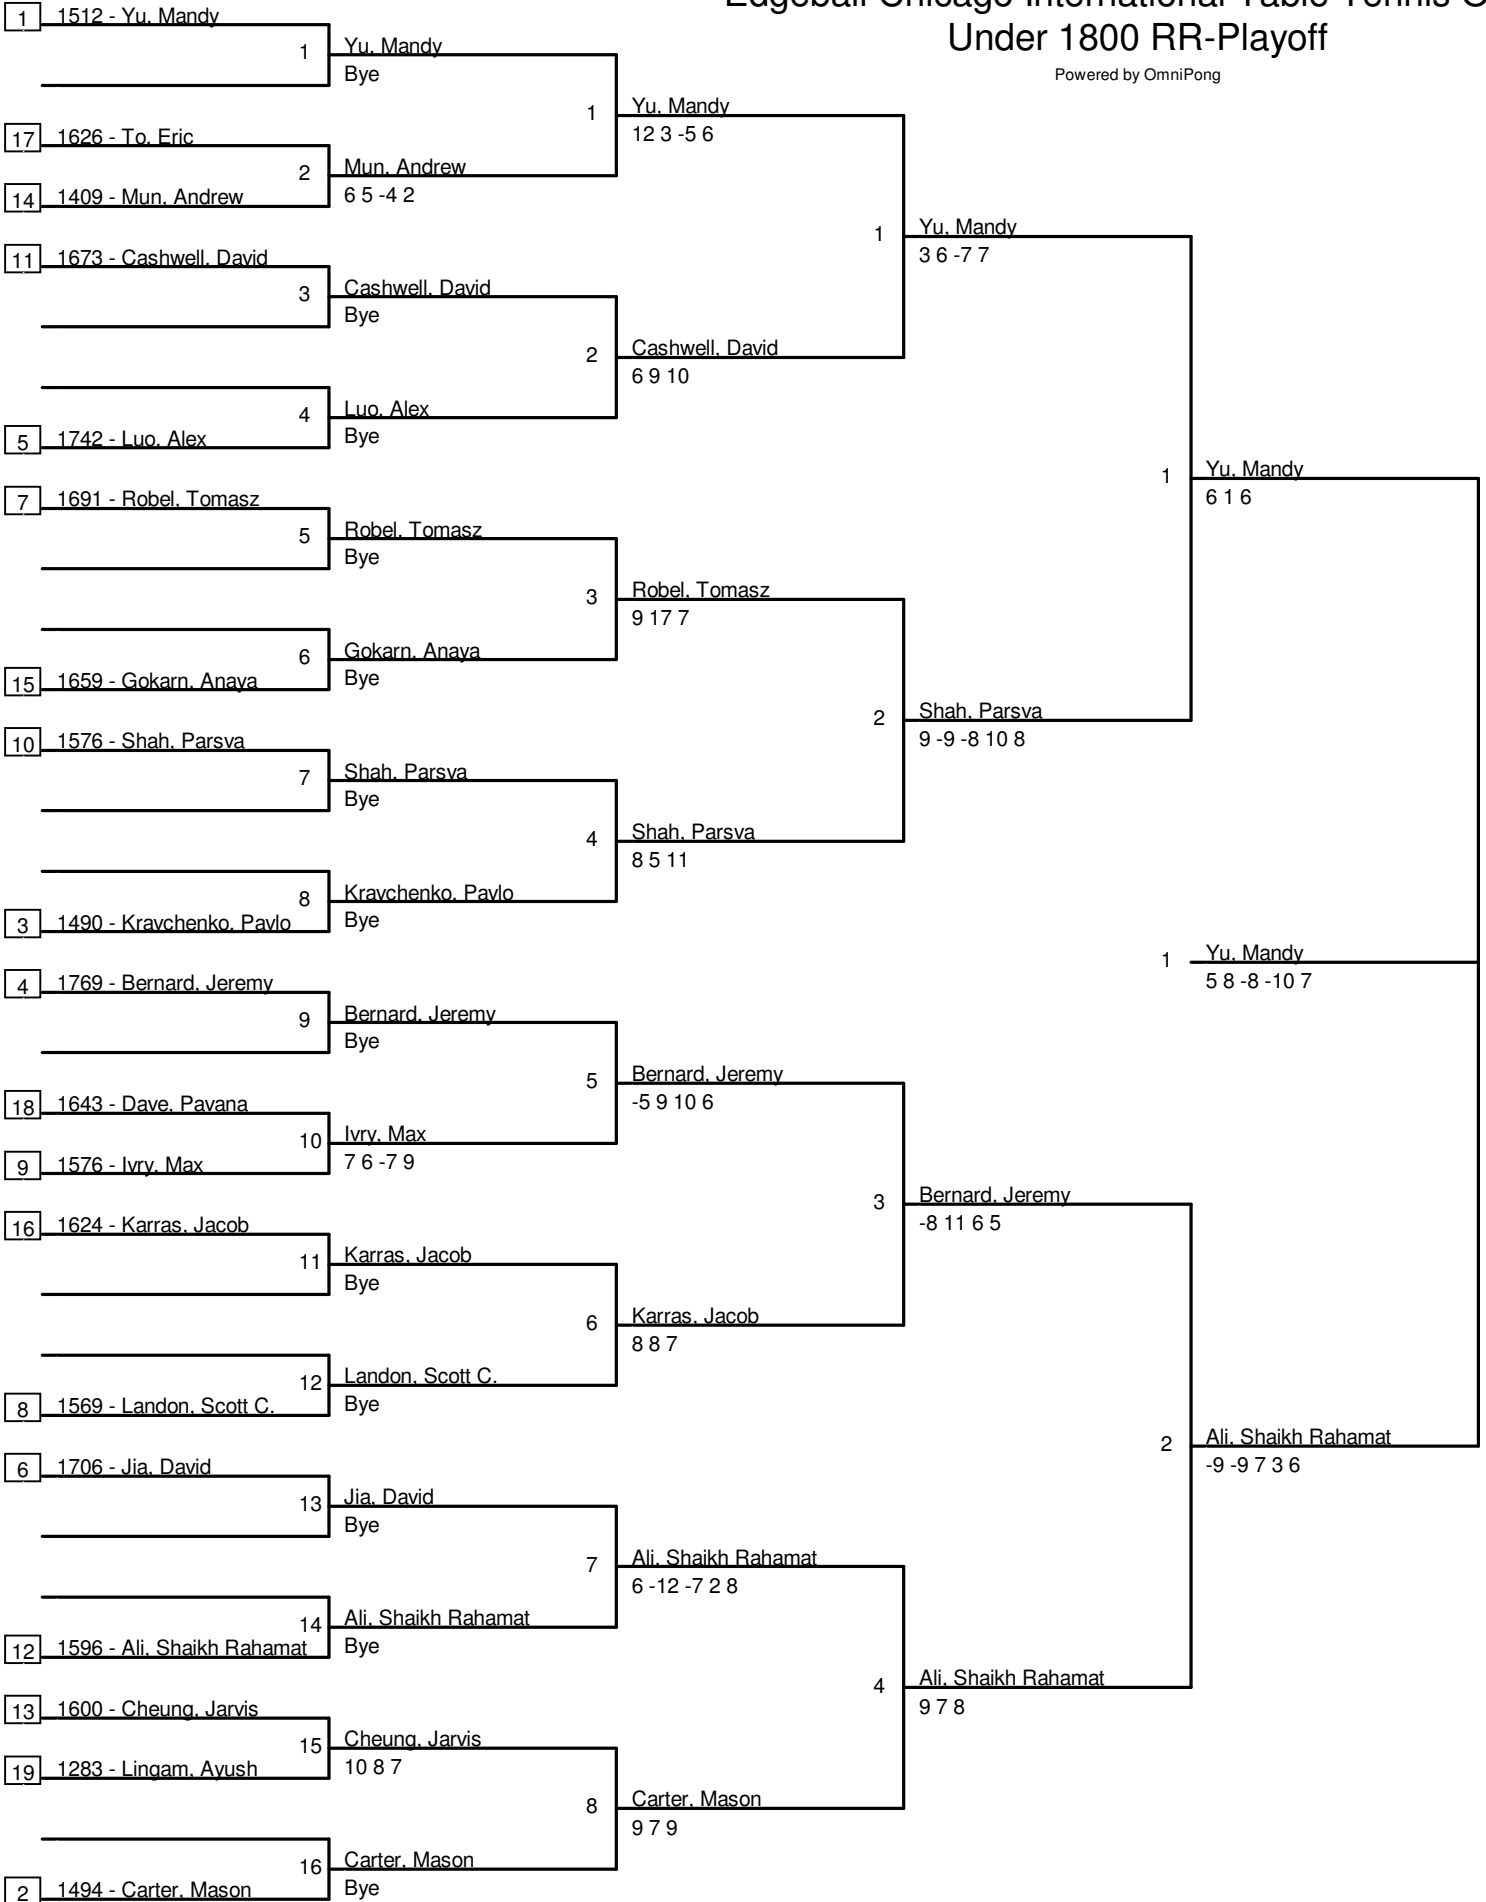 Edgeball Chicago International Table Tennis
Under 1800 RR-Playoff
Powered by OmniPong
1 1512 - Yu, Mandy
1 Yu, Mandy
Bye
1 Yu, Mandy
12 3 -5 6
17 1626 - To, Eric
2 Mun, Andrew
6 5 -4 2
14 1409 - Mun, Andrew
1 Yu, Mandy
3 6 -7 7
11 1673 - Cashwell, David
3 Cashwell, David
Bye
2 Cashwell, David
6 9 10
4 Luo, Alex
Bye
5 1742 - Luo, Alex
1 Yu, Mandy
6 1 6
7 1691 - Robel, Tomasz
5 Robel, Tomasz
Bye
3 Robel, Tomasz
9 17 7
6 Gokarn, Anaya
Bye
15 1659 - Gokarn, Anaya
2 Shah, Parsva
9 -9 -8 10 8
10 1576 - Shah, Parsva
7 Shah, Parsva
Bye
4 Shah, Parsva
8 5 11
8 Kravchenko, Pavlo
Bye
3 1490 - Kravchenko, Pavlo
1 Yu, Mandy
5 8 -8 -10 7
4 1769 - Bernard, Jeremy
9 Bernard, Jeremy
Bye
5 Bernard, Jeremy
-5 9 10 6
18 1643 - Dave, Pavana
10 Ivry, Max
7 6 -7 9
9 1576 - Ivry, Max
3 Bernard, Jeremy
-8 11 6 5
16 1624 - Karras, Jacob
11 Karras, Jacob
Bye
6 Karras, Jacob
8 8 7
12 Landon, Scott C.
Bye
8 1569 - Landon, Scott C.
2 Ali, Shaikh Rahamat
-9 -9 7 3 6
6 1706 - Jia, David
13 Jia, David
Bye
7 Ali, Shaikh Rahamat
6 -12 -7 2 8
14 Ali, Shaikh Rahamat
Bye
12 1596 - Ali, Shaikh Rahamat
4 Ali, Shaikh Rahamat
9 7 8
13 1600 - Cheung, Jarvis
15 Cheung, Jarvis
10 8 7
19 1283 - Lingam, Ayush
8 Carter, Mason
9 7 9
16 Carter, Mason
Bye
2 1494 - Carter, Mason